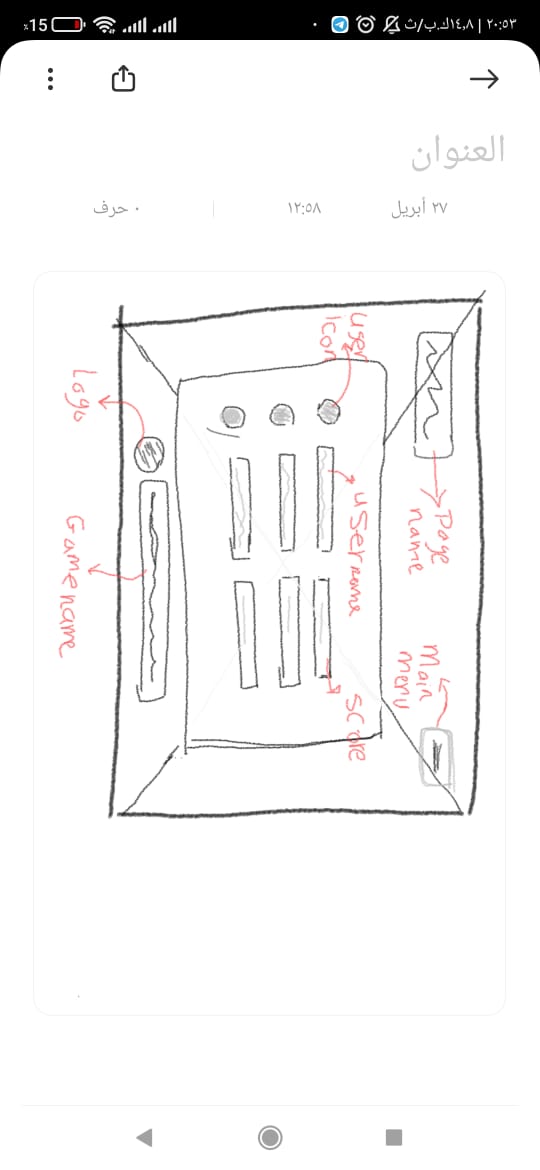 ٢٠:٥٣ | ١٤,٨ك.ب/ث
٪15
العنوان
٢٧ أبريل
١٢:٥٨
٠ حرف
Page
name
Main
menu
user
Icon
username
score
Logo
Game name